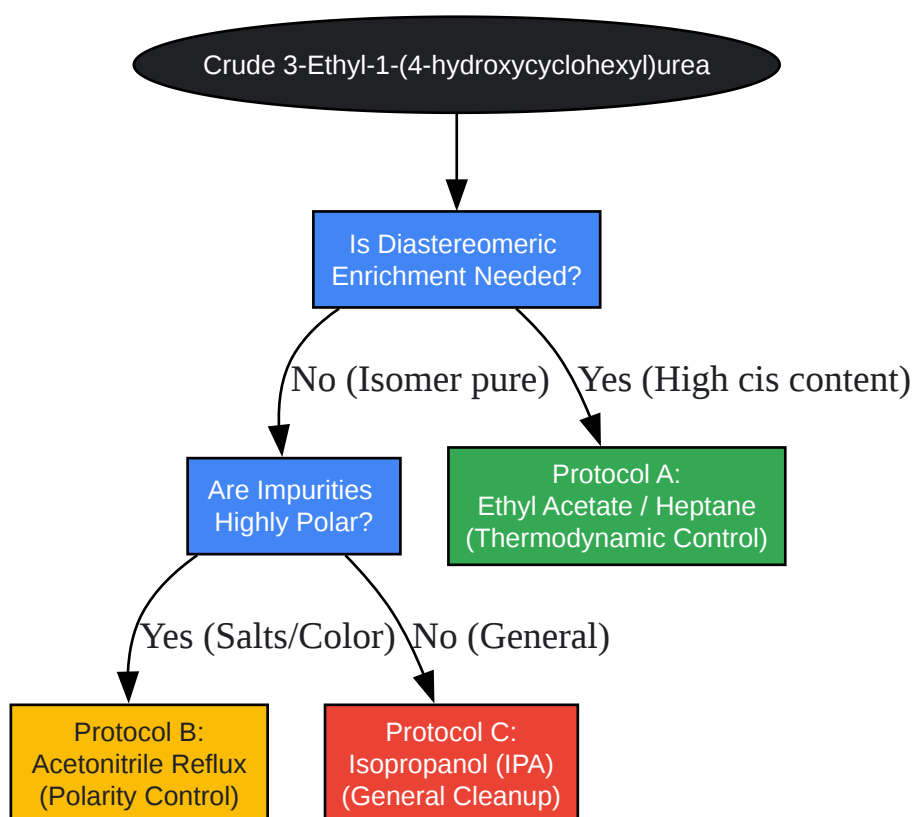 Crude 3-Ethyl-1-(4-hydroxycyclohexyl)urea
Is Diastereomeric
Enrichment Needed?
No (Isomer pure)
Yes (High cis content)
Are Impurities
Highly Polar?
Protocol A:
Ethyl Acetate / Heptane
(Thermodynamic Control)
Yes (Salts/Color)
No (General)
Protocol B:
Acetonitrile Reflux
(Polarity Control)
Protocol C:
Isopropanol (IPA)
(General Cleanup)